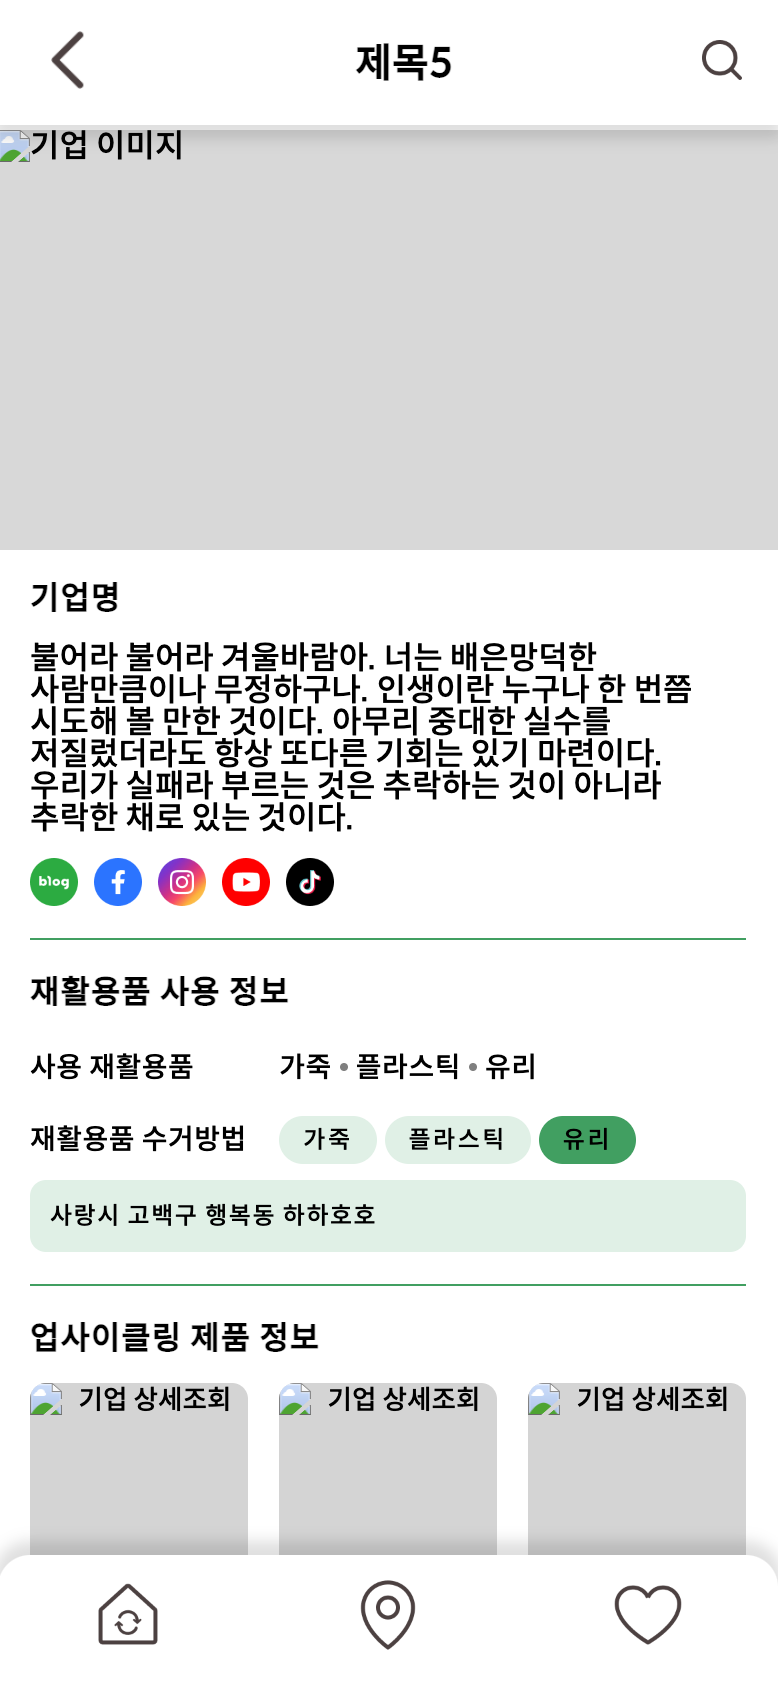 제목5
기업 이미지
기업명
불어라 불어라 겨울바람아. 너는 배은망덕한
사람만큼이나 무정하구나. 인생이란 누구나 한 번쯤
시도해 볼 만한 것이다. 아무리 중대한 실수를
저질렀더라도 항상 또다른 기회는 있기 마련이다.
우리가 실패라 부르는 것은 추락하는 것이 아니라
추락한 채로 있는 것이다.
blog
재활용품 사용 정보
사용 재활용품 가죽 • 플라스틱 • 유리
재활용품 수거방법 가죽 플라스틱 유리
사랑시 고백구 행복동 하하호호
업사이클링 제품 정보
기업 상세조회 기업 상세조회 기업 상세조회